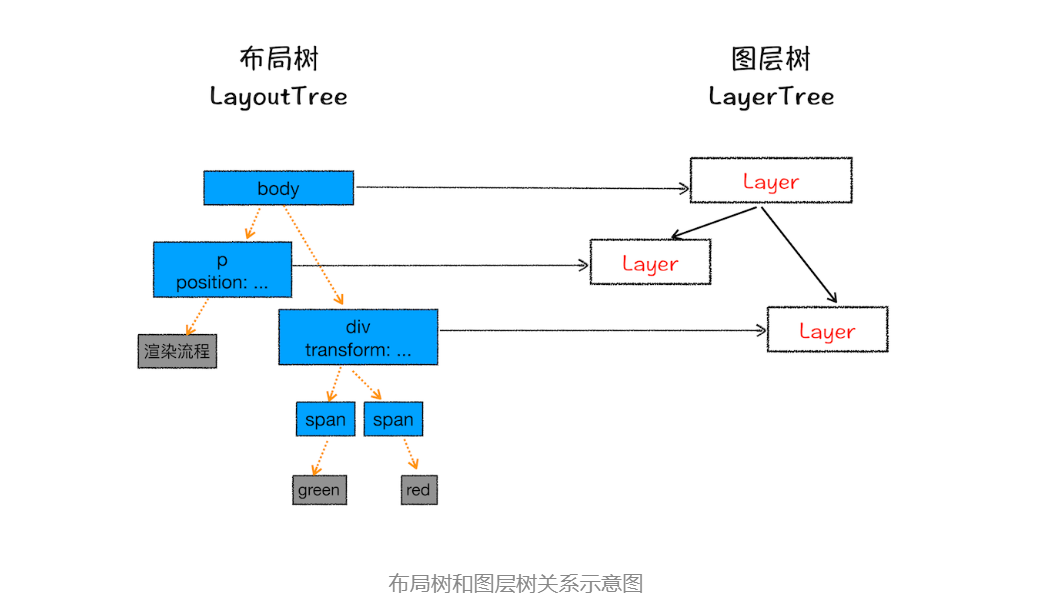 布局树
LayoutTree
图层树
LayerTree
body
Layer
p
position: ...
Layer
div
transform: ...
Layer
渲染流程
span
span
green
red
布局树和图层树关系示意图